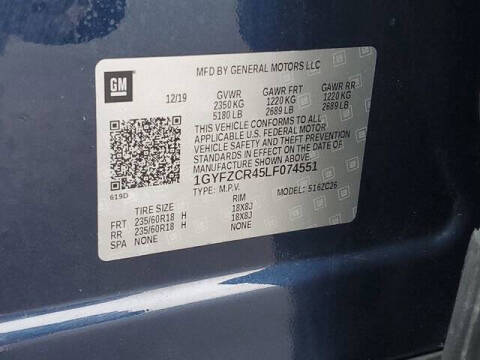 GM
MFD BY GENERAL MOTORS LLC
12/19 GVWR GAWR FRT GAWR RR
2350 KG 1220 KG 1220 KG
5180 LB 2689 LB 2689 LB
THIS VEHICLE CONFORMS TO ALL
APPLICABLE U.S. FEDERAL MOTOR
VEHICLE SAFETY AND THEFT
PREVENTION STANDARDS IN EFFECT ON
THE DATE OF MANUFACTURE SHOWN ABOVE.
1GYFZCR45LF074551
619D TYPE: M.P.V. MODEL: 516ZC26
TIRE SIZE RIM
FRT 235/60R18 H 18X8J
RR 235/60R18 H 18X8J
SPA NONE NONE